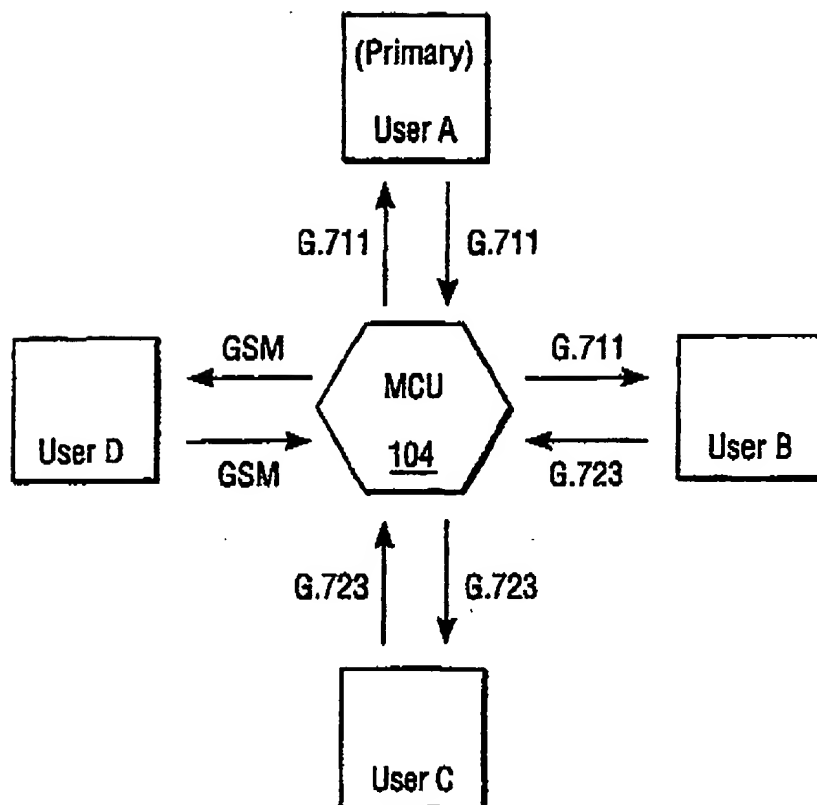 (Primary)
User A
G.711
G.711
GSM
MCU
G.711
User D
104
User B
GSM
G.723
G.723
G.723
User C